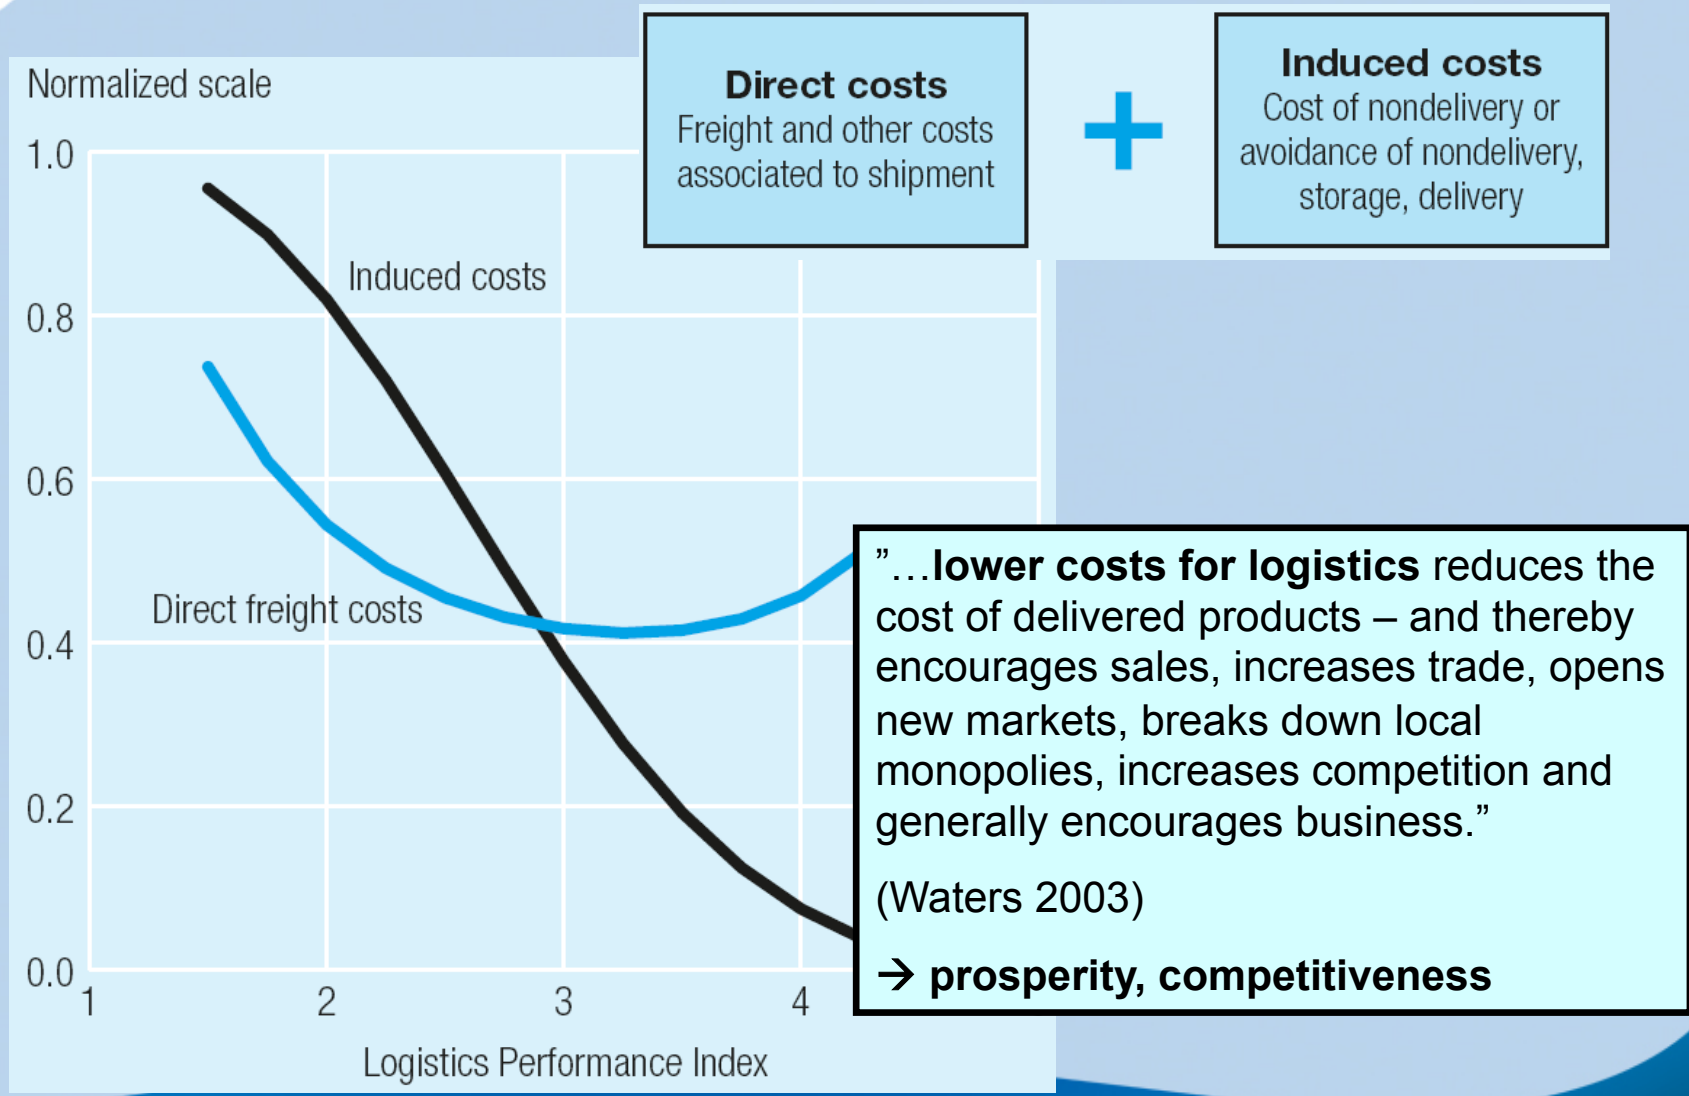 Normalized scale
1.0
0.8
0.6
0.4
0.2
0.0
1
2
3
4
Logistics Performance Index
Induced costs
Direct freight costs
Direct costs
Freight and other costs
associated to shipment
+
Induced costs
Cost of nondelivery or
avoidance of nondelivery,
storage, delivery
”…lower costs for logistics reduces the
cost of delivered products – and thereby
encourages sales, increases trade, opens
new markets, breaks down local
monopolies, increases competition and
generally encourages business.”
(Waters 2003)
→ prosperity, competitiveness